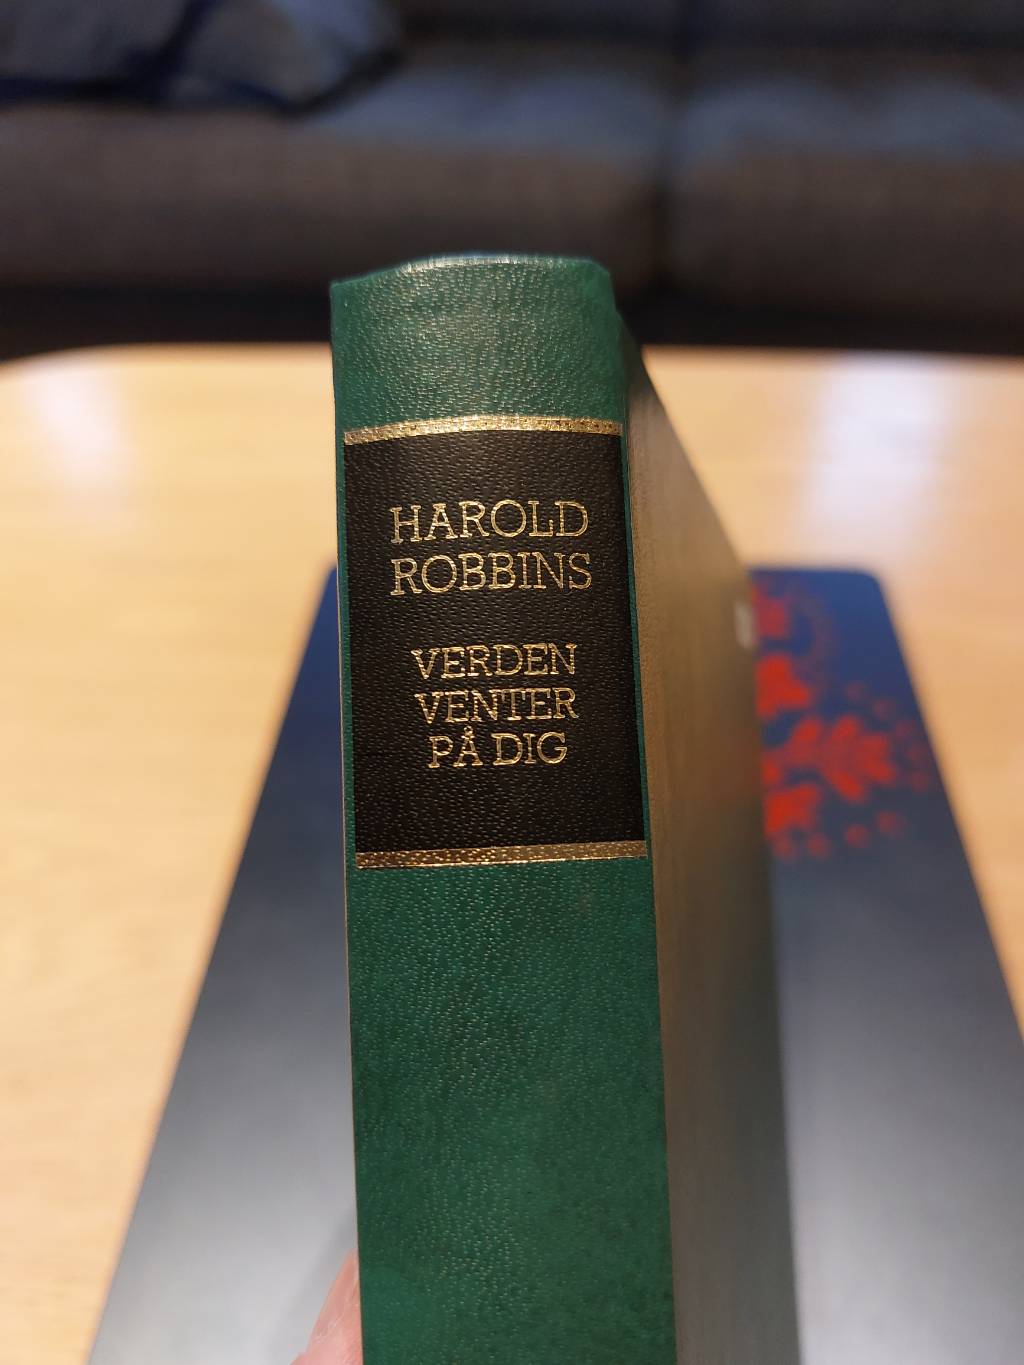 HAROLD
ROBBINS
VERDEN
VENTER
PÅ DIG